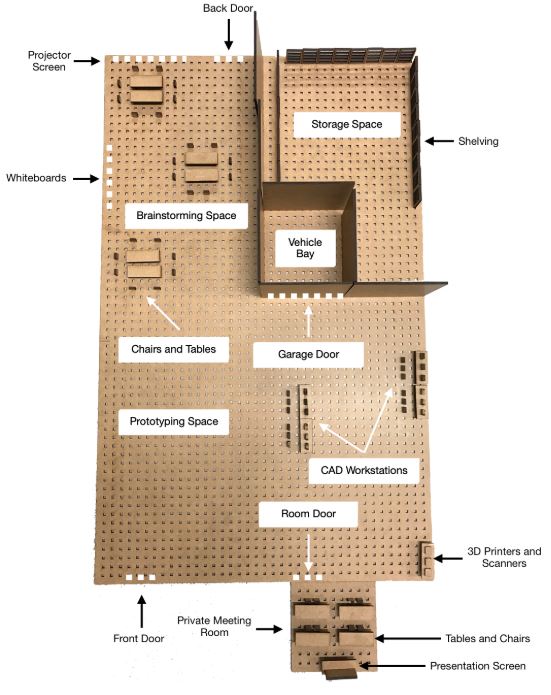 3D Printers and
Scanners
Tables and Chairs
Presentation Screen
Shelving
CAD Workstations
Storage Space
Vehicle
Bay
Garage Door
Room Door
Back Door
Brainstorming Space
Chairs and Tables
Prototyping Space
Private Meeting
Room
Front Door
Projector
Screen
Whiteboards